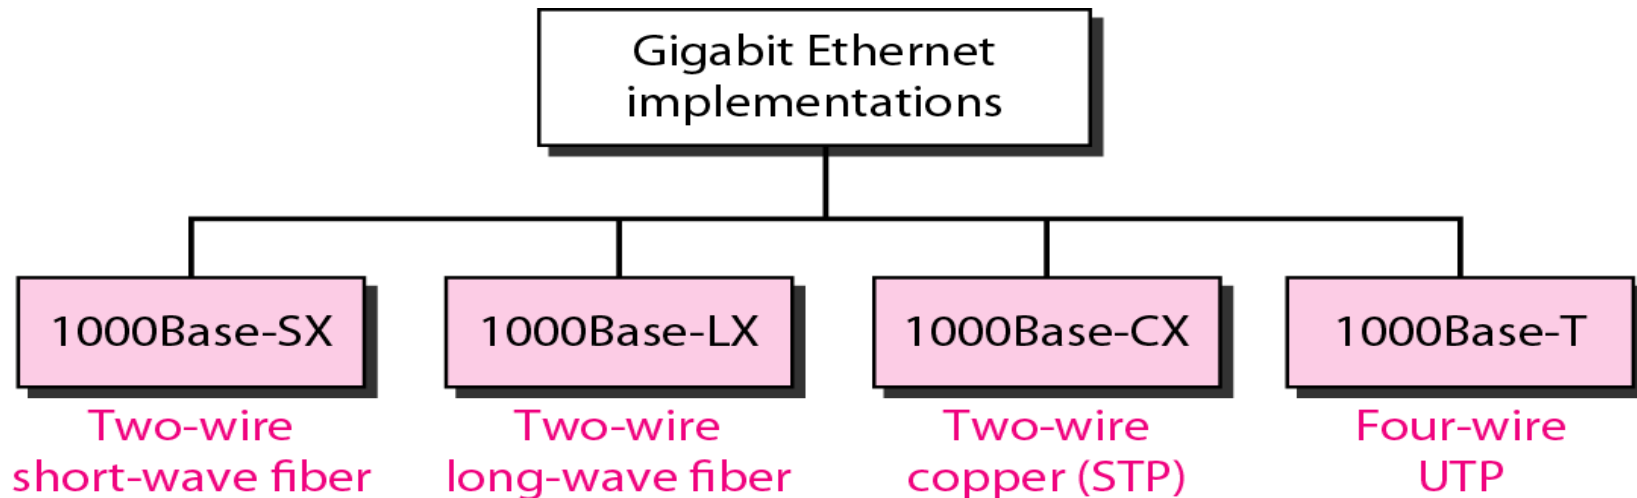 Gigabit Ethernet
implementations
1000Base-SX
1000Base-LX
1000Base-CX
1000Base-T
Two-wire
short-wave fiber
Two-wire
long-wave fiber
Two-wire
copper (STP)
Four-wire
UTP